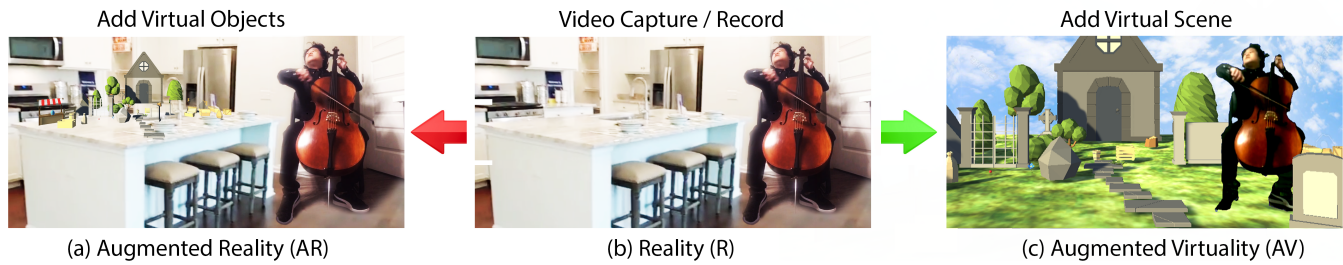 Add Virtual Objects
Video Capture / Record
Add Virtual Scene
(a) Augmented Reality (AR)
(b) Reality (R)
(c) Augmented Virtuality (AV)